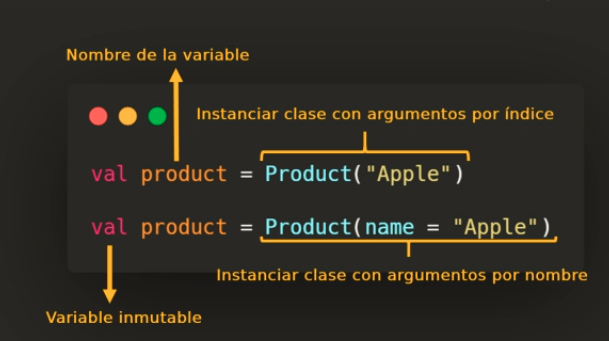 Nombre de la variable
Instanciar clase con argumentos por índice
val product = Product("Apple")
val product = Product(name = "Apple")
Instanciar clase con argumentos por nombre
Variable inmutable